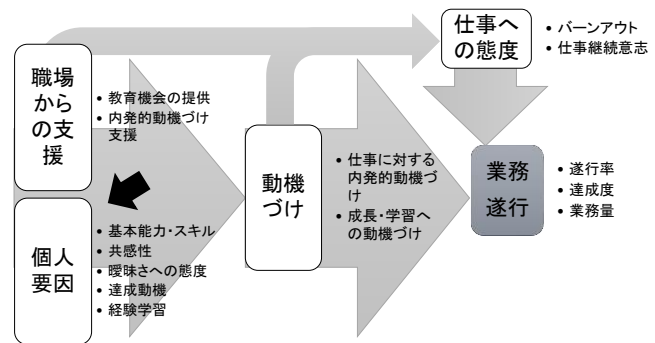 仕事へ
の態度
• バーンアウト
• 仕事継続意志
職場
から
の支
援
• 教育機会の提供
• 内発的動機づけ
支援
動機
づけ
• 仕事に対する
内発的動機づ
け
• 成長・学習へ
の動機づけ
業務
遂行
• 遂行率
• 達成度
• 業務量
個人
要因
• 基本能力・スキル
• 共感性
• 曖昧さへの態度
• 達成動機
• 経験学習